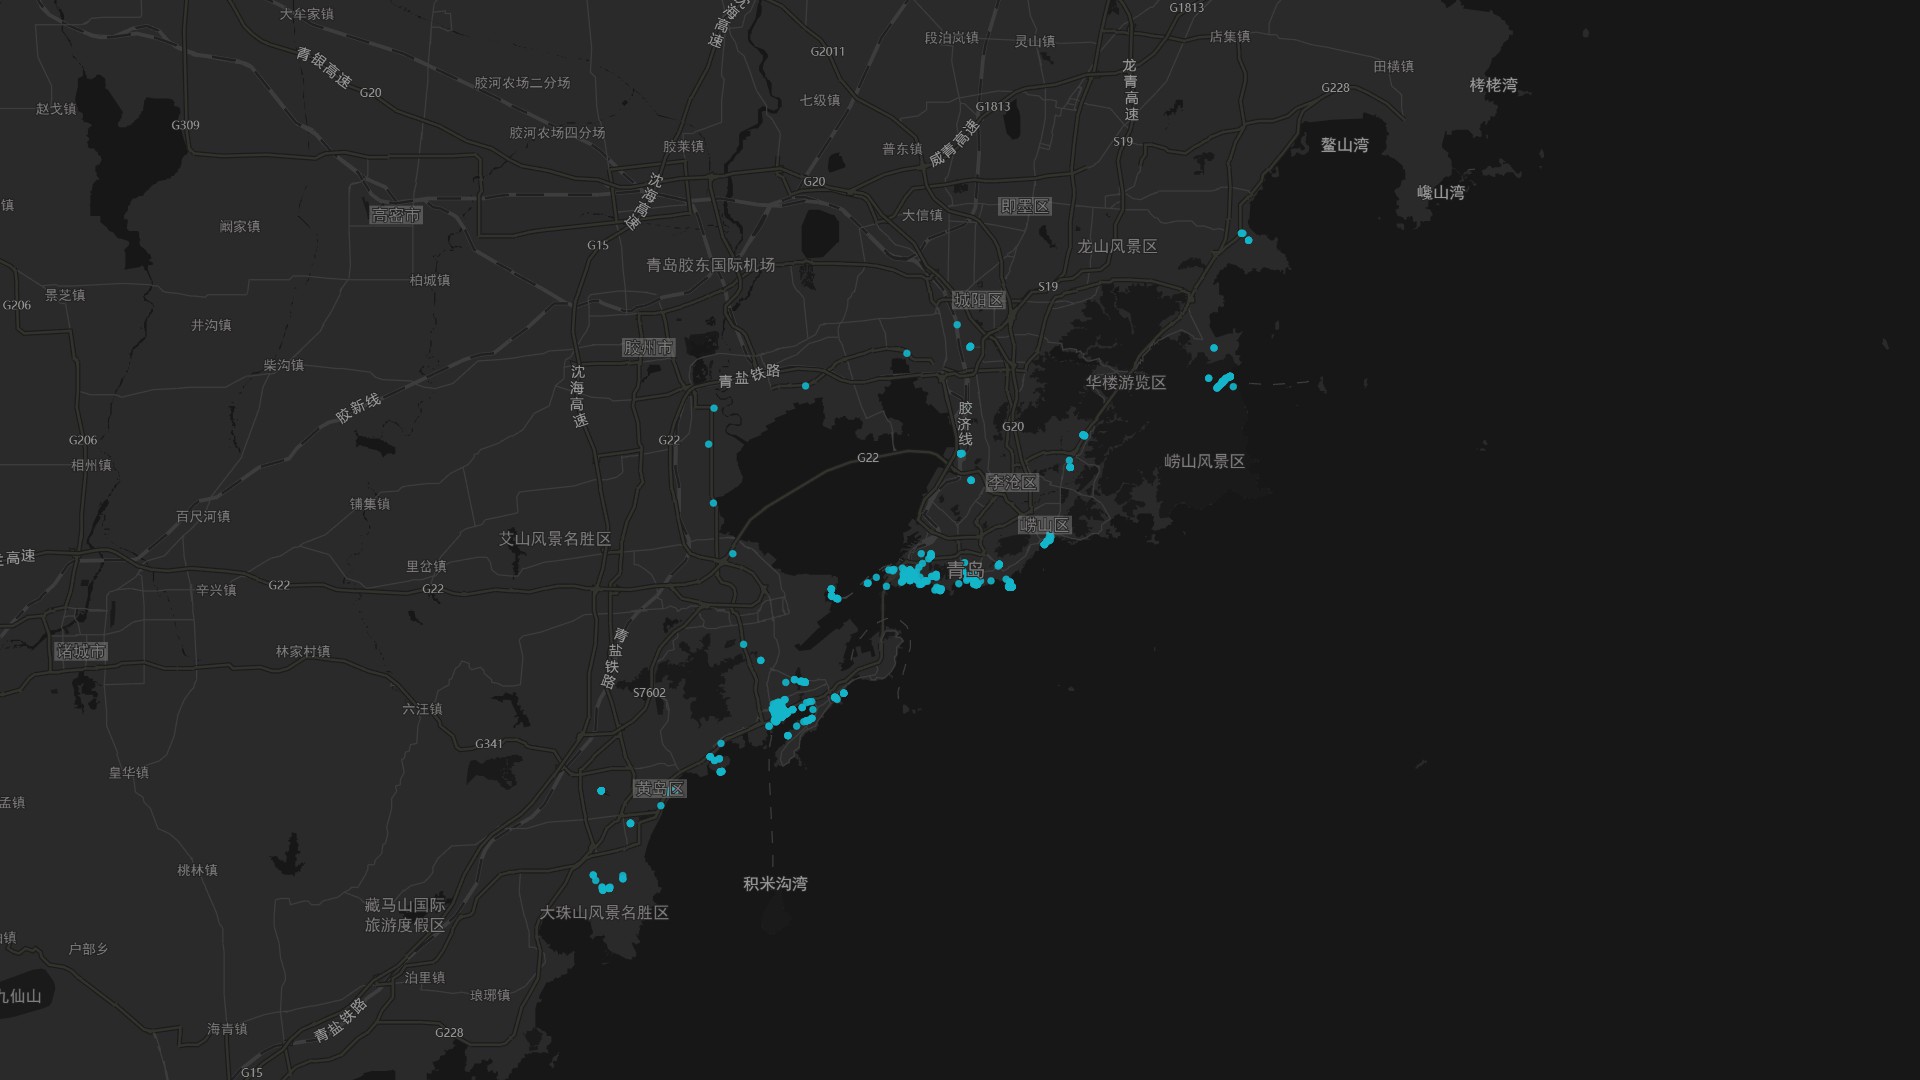 G1813
大牟家镇
沈海高速
段泊岚镇
灵山镇
店集镇
G2011
青银高速
田横镇
龙青高速
胶河农场二分场
栲栳湾
G228
G20
七级镇
赵戈镇
G1813
G309
胶河农场四分场
威青高速
S19
鳌山湾
胶莱镇
普东镇
G20
沈海高速
巉山湾
镇
高密市
大信镇
即墨区
阚家镇
G15
龙山风景区
青岛胶东国际机场
柏城镇
S19
景芝镇
城阳区
G206
井沟镇
胶州市
柴沟镇
青盐铁路
华楼游览区
沈海高速
胶新线
胶济线
G20
G206
G22
G22
崂山风景区
相州镇
李沧区
铺集镇
百尺河镇
崂山区
艾山风景名胜区
高速
里岔镇
青岛
G22
G22
辛兴镇
青盐铁路
诸城市
林家村镇
S7602
六汪镇
G341
皇华镇
黄岛区
孟镇
桃林镇
积米沟湾
藏马山国际
旅游度假区
大珠山风景名胜区
镇
户部乡
泊里镇
琅琊镇
九仙山
青盐铁路
海青镇
G228
G15